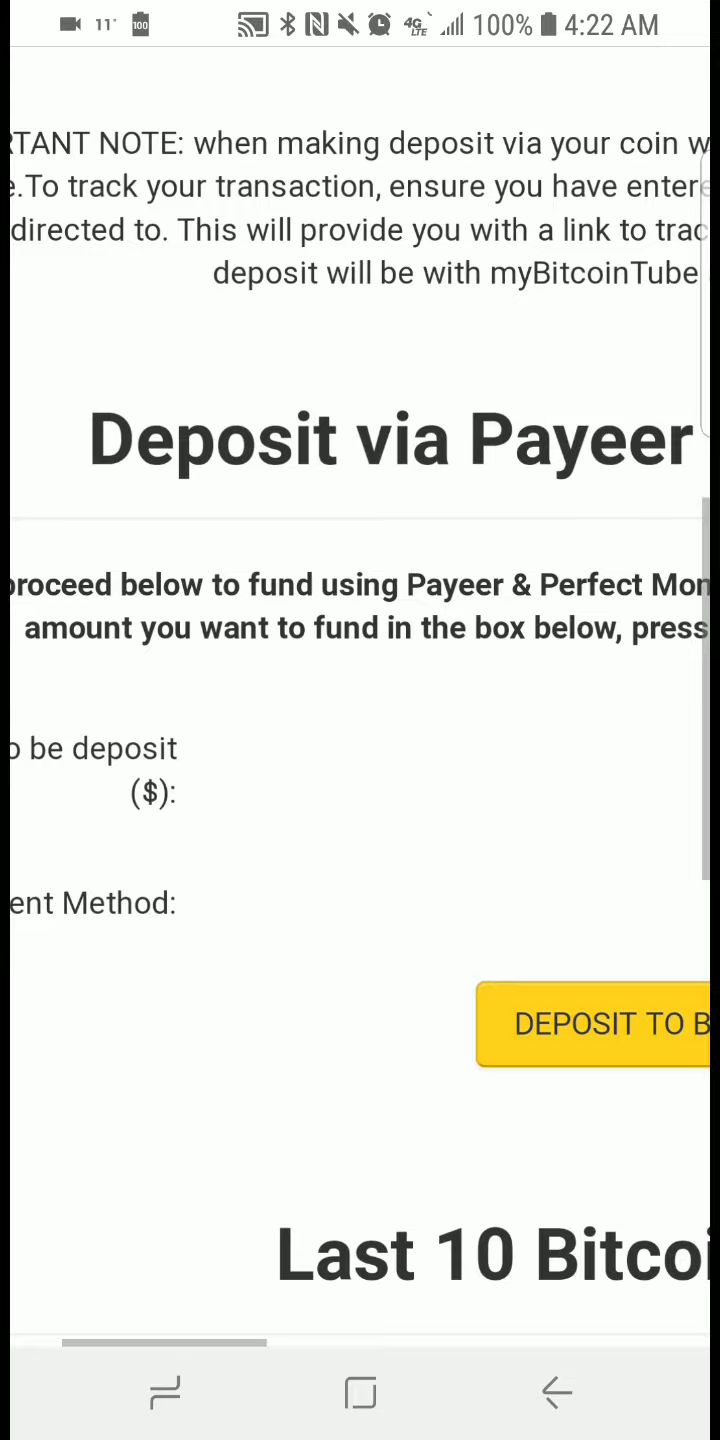 11° 100 4G LTE 100% 4:22 AM
RTANT NOTE: when making deposit via your coin w
e.To track your transaction, ensure you have entere
directed to. This will provide you with a link to trac
deposit will be with myBitcoinTube
Deposit via Payeer
proceed below to fund using Payeer & Perfect Mon
amount you want to fund in the box below, press
o be deposit
($):
ent Method:
DEPOSIT TO B
Last 10 Bitcoi